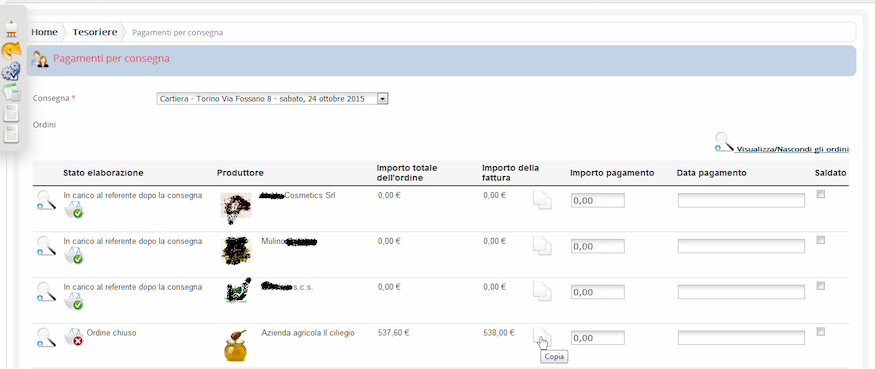 Home Tesoriere Pagamenti per consegna
Pagamenti per consegna
Consegna * Cartiera - Torino Via Fossano 8 - sabato, 24 ottobre 2015
Ordini
Visualizza/Nascondi gli ordini
Stato elaborazione Produttore Importo totale dell'ordine Importo della fattura Importo pagamento Data pagamento Saldato
In carico al referente dopo la consegna Cosmetics Srl 0,00 € 0,00 € 0,00
In carico al referente dopo la consegna Mulino 0,00 € 0,00 € 0,00
In carico al referente dopo la consegna s.c.s. 0,00 € 0,00 € 0,00
Ordine chiuso Azienda agricola Il ciliegio 537,60 € 538,00 € 0,00
Copia